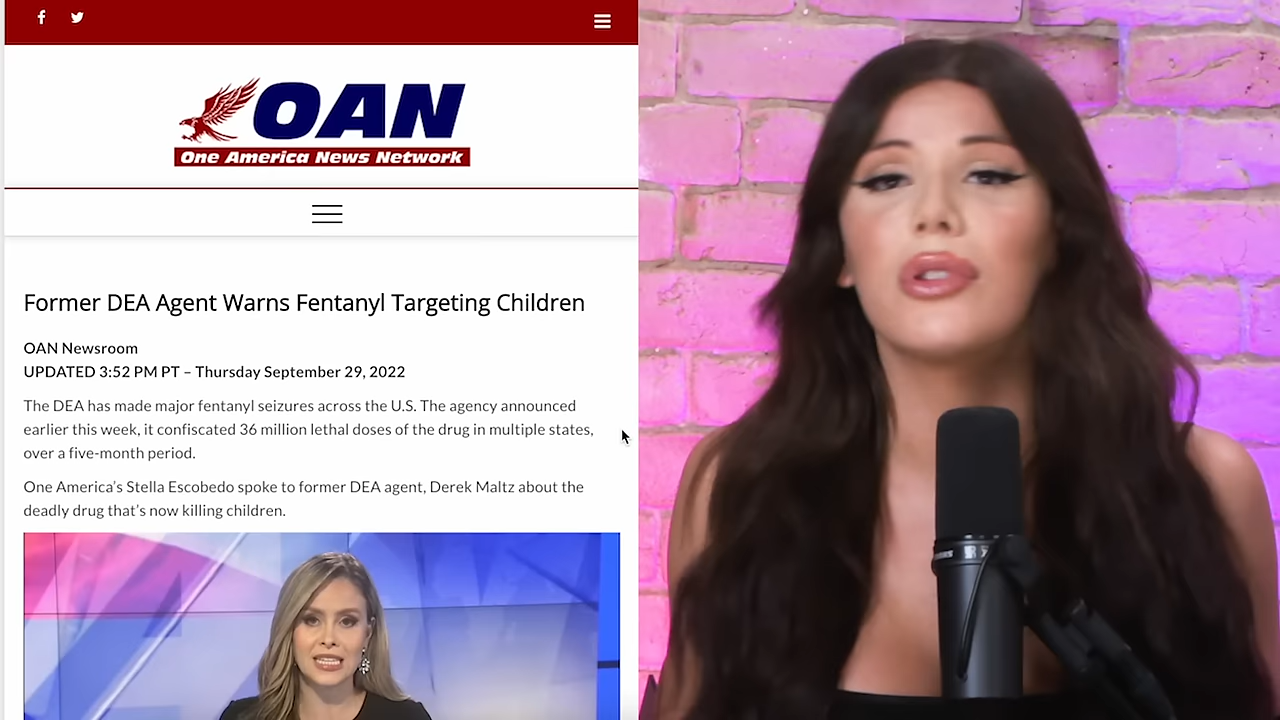 OAN
One America News Network
Former DEA Agent Warns Fentanyl Targeting Children
OAN Newsroom
UPDATED 3:52 PM PT – Thursday September 29, 2022
The DEA has made major fentanyl seizures across the U.S. The agency announced
earlier this week, it confiscated 36 million lethal doses of the drug in multiple states,
over a five-month period.
One America’s Stella Escobedo spoke to former DEA agent, Derek Maltz about the
deadly drug that’s now killing children.